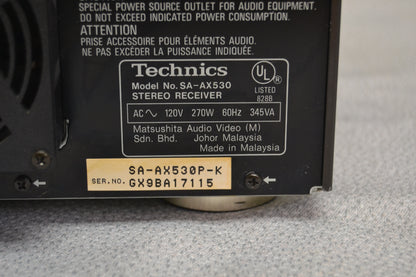 SPECIAL POWER SOURCE OUTLET FOR AUDIO EQUIPMENT.
DO NOT EXCEED INDICATED POWER CONSUMPTION.
ATTENTION
PRISE ACCESSOIRE POUR ÉLÉMENTS AUDIO.
NE PAS EXCÉDER LA PUISSANCE INDIQUÉE.
Technics
Model No. SA-AX530
STEREO RECEIVER
UL
®
LISTED
828B
AC 120V 270W 60Hz 345VA
Matsushita Audio Video (M)
Sdn. Bhd. Johor Malaysia
Made in Malaysia
SA-AX530P-K
SER.NO. GX9BA17115